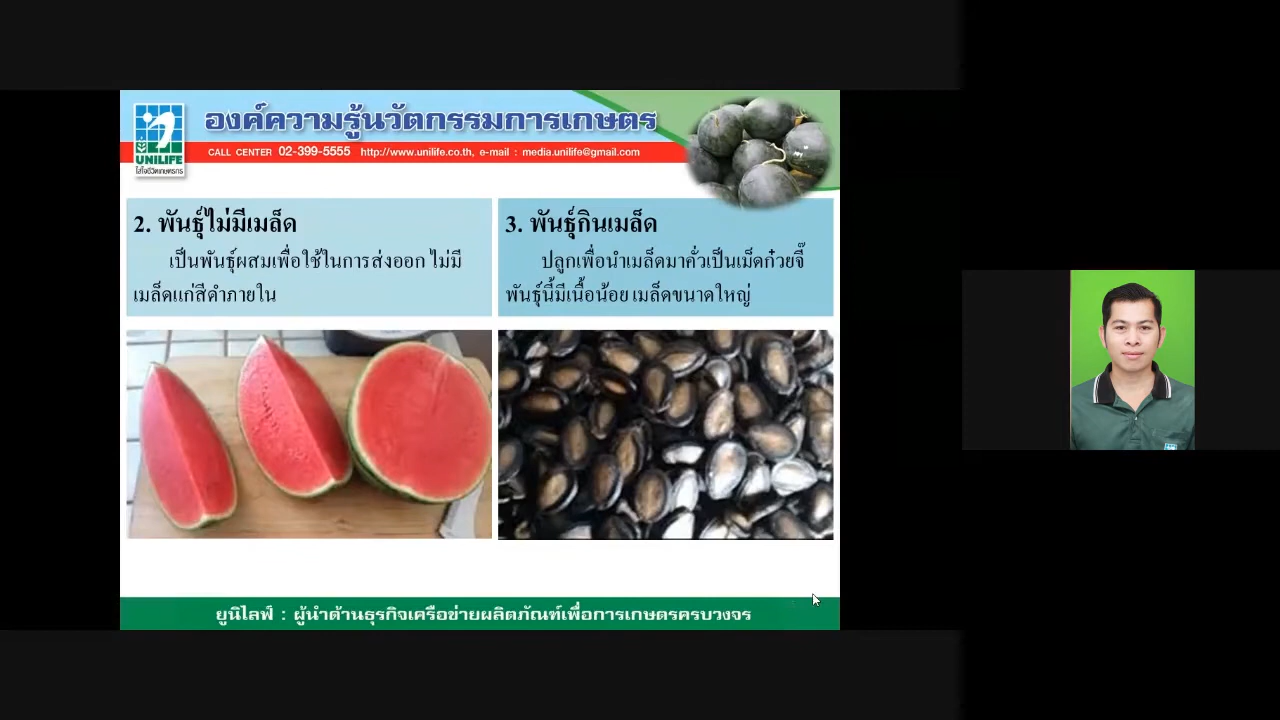 องค์ความรู้นวัตกรรมการเกษตร
UNILIFE
ใส่ใจชีวิตเกษตรกร
CALL CENTER 02-399-5555 http://www.unilife.co.th, e-mail : media.unilife@gmail.com
2. พันธุ์ไม่มีเมล็ด
เป็นพันธุ์ผสมเพื่อใช้ในการส่งออก ไม่มี
เมล็ดแก่สีดำภายใน
3. พันธุ์กินเมล็ด
ปลูกเพื่อนำเมล็ดมาคั่วเป็นเม็ดก๋วยจี๊
พันธุ์นี้มีเนื้อน้อย เมล็ดขนาดใหญ่
ยูนิไลฟ์ : ผู้นำด้านธุรกิจเครือข่ายผลิตภัณฑ์เพื่อการเกษตรครบวงจร